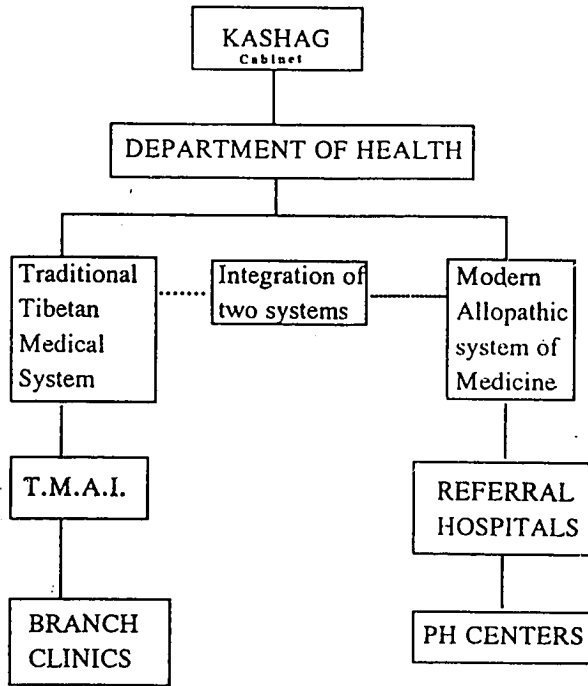 KASHAG
Cabinet
DEPARTMENT OF HEALTH
Traditional
Tibetan
Medical
System
Integration of
two systems
Modern
Allopathic
system of
Medicine
T.M.A.I.
REFERRAL
HOSPITALS
BRANCH
CLINICS
PH CENTERS